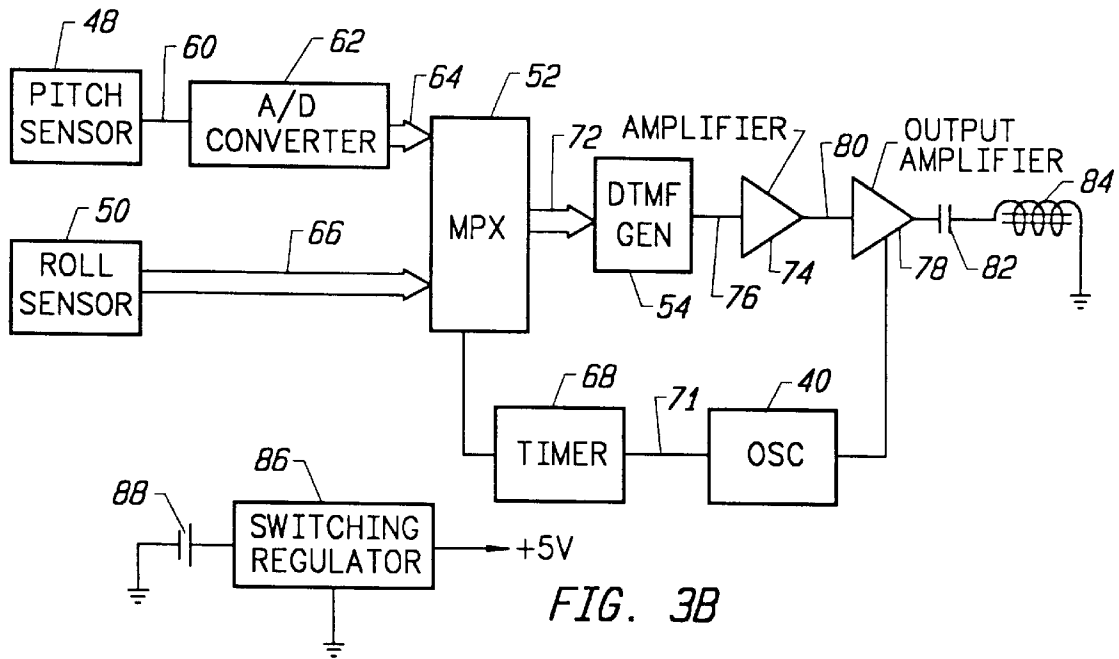 48
60
62
64
52
PITCH
SENSOR
A/D
CONVERTER
AMPLIFIER
OUTPUT
AMPLIFIER
72
80
84
50
66
MPX
DTMF
GEN
ROLL
SENSOR
74
78
82
76
54
68
71
40
TIMER
OSC
86
88
SWITCHING
REGULATOR
+5V
FIG. 3B